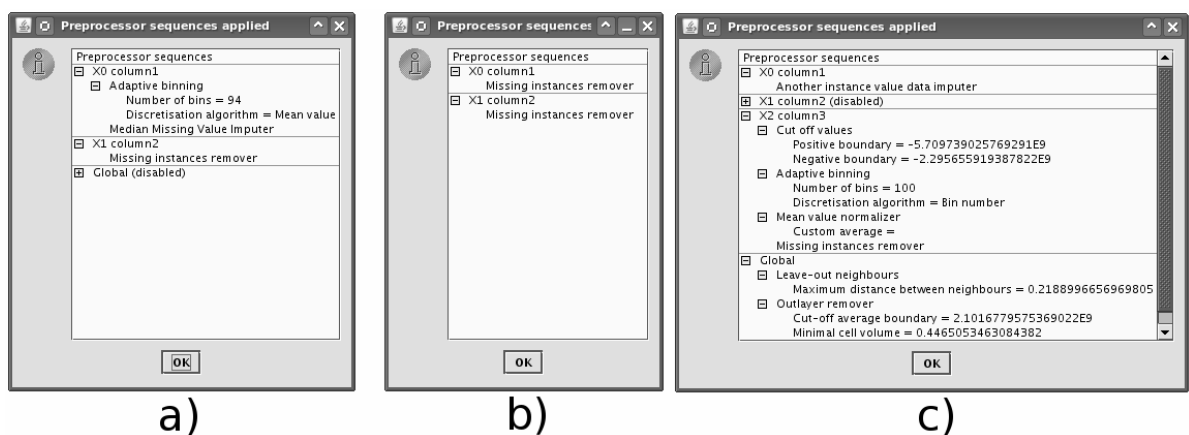 Preprocessor sequences applied
Preprocessor sequences
X0 column1
Adaptive binning
Number of bins = 94
Discretisation algorithm = Mean value
Median Missing Value Imputer
X1 column2
Missing instances remover
Global (disabled)
OK
a)
Preprocessor sequences
Preprocessor sequences
X0 column1
Missing instances remover
X1 column2
Missing instances remover
OK
b)
Preprocessor sequences applied
Preprocessor sequences
X0 column1
Another instance value data imputer
X1 column2 (disabled)
X2 column3
Cut off values
Positive boundary = -5.709739025769291E9
Negative boundary = -2.295655919387822E9
Adaptive binning
Number of bins = 100
Discretisation algorithm = Bin number
Mean value normalizer
Custom average =
Missing instances remover
Global
Leave-out neighbours
Maximum distance between neighbours = 0.2188996656969805
Outlayer remover
Cut-off average boundary = 2.1016779575369022E9
Minimal cell volume = 0.4465053463084382
OK
c)